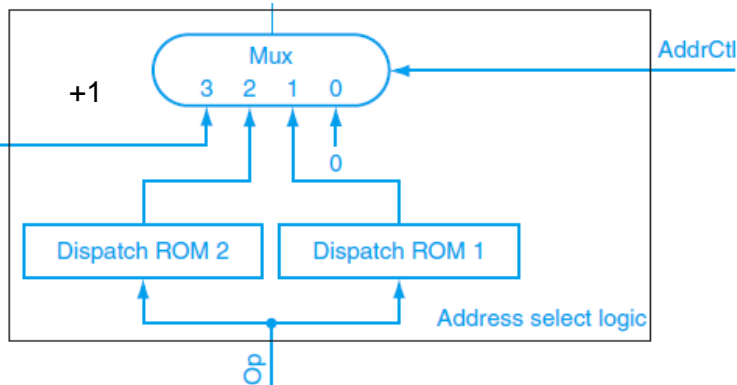 Mux
AddrCtl
+1
3 2 1 0
0
Dispatch ROM 2
Dispatch ROM 1
Address select logic
Op